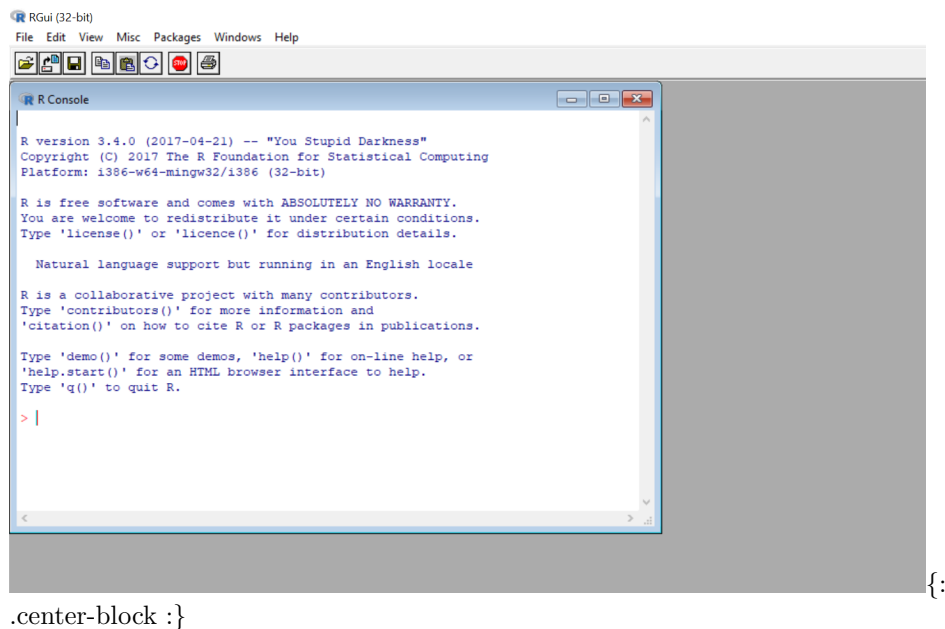 RGui (32-bit)
File Edit View Misc Packages Windows Help
STOP
R Console
R version 3.4.0 (2017-04-21) -- "You Stupid Darkness"
Copyright (C) 2017 The R Foundation for Statistical Computing
Platform: i386-w64-mingw32/i386 (32-bit)
R is free software and comes with ABSOLUTELY NO WARRANTY.
You are welcome to redistribute it under certain conditions.
Type 'license()' or 'licence()' for distribution details.
Natural language support but running in an English locale
R is a collaborative project with many contributors.
Type 'contributors()' for more information and
'citation()' on how to cite R or R packages in publications.
Type 'demo()' for some demos, 'help()' for on-line help, or
'help.start()' for an HTML browser interface to help.
Type 'q()' to quit R.
>
{:
.center-block :}